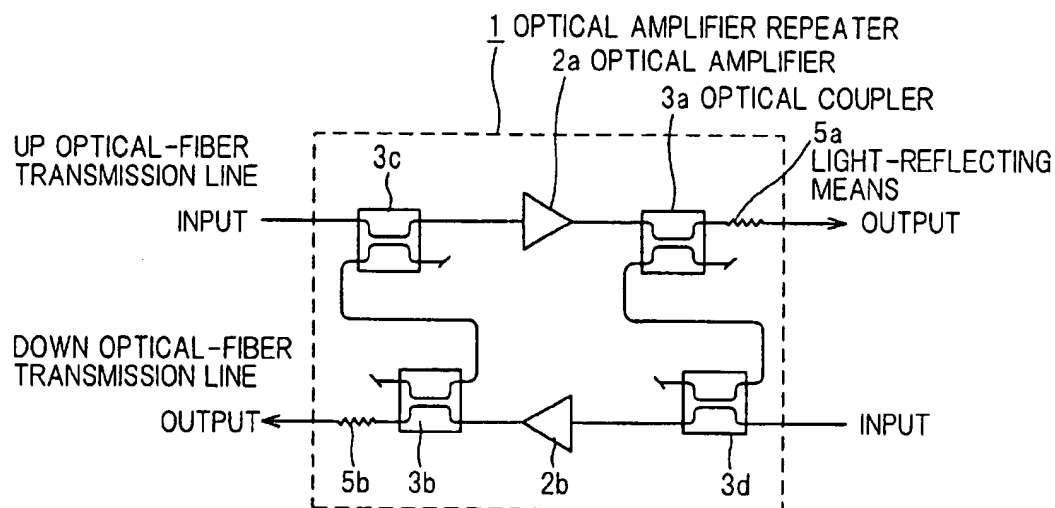 1 OPTICAL AMPLIFIER REPEATER
2a OPTICAL AMPLIFIER
3a OPTICAL COUPLER
5a
LIGHT-REFLECTING
MEANS
UP OPTICAL-FIBER
TRANSMISSION LINE
3c
INPUT
OUTPUT
DOWN OPTICAL-FIBER
TRANSMISSION LINE
OUTPUT
INPUT
5b
3b
2b
3d